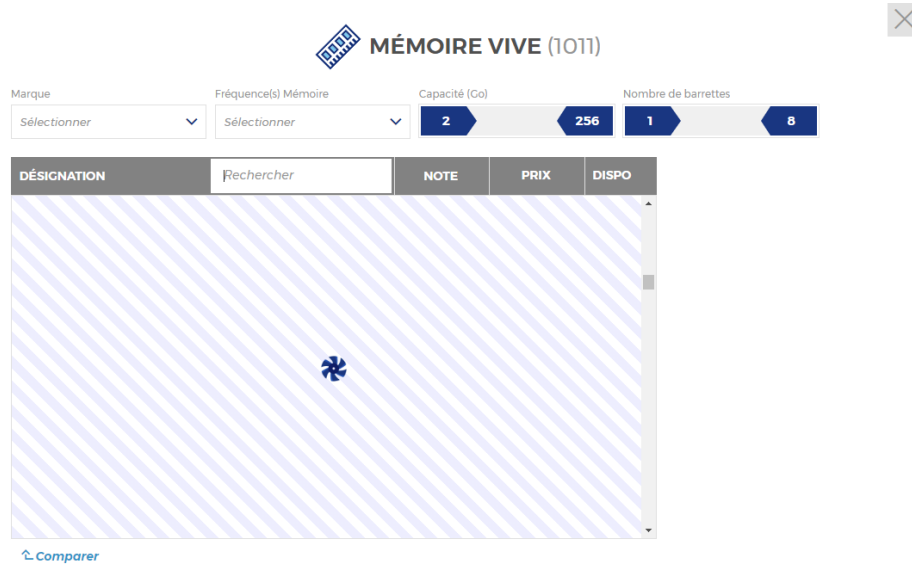 MÉMOIRE VIVE (1011)
Marque
Fréquence(s) Mémoire
Capacité (Go)
Nombre de barrettes
Sélectionner
Sélectionner
2
256
1
8
DÉSIGNATION
Rechercher
NOTE
PRIX
DISPO
Comparer